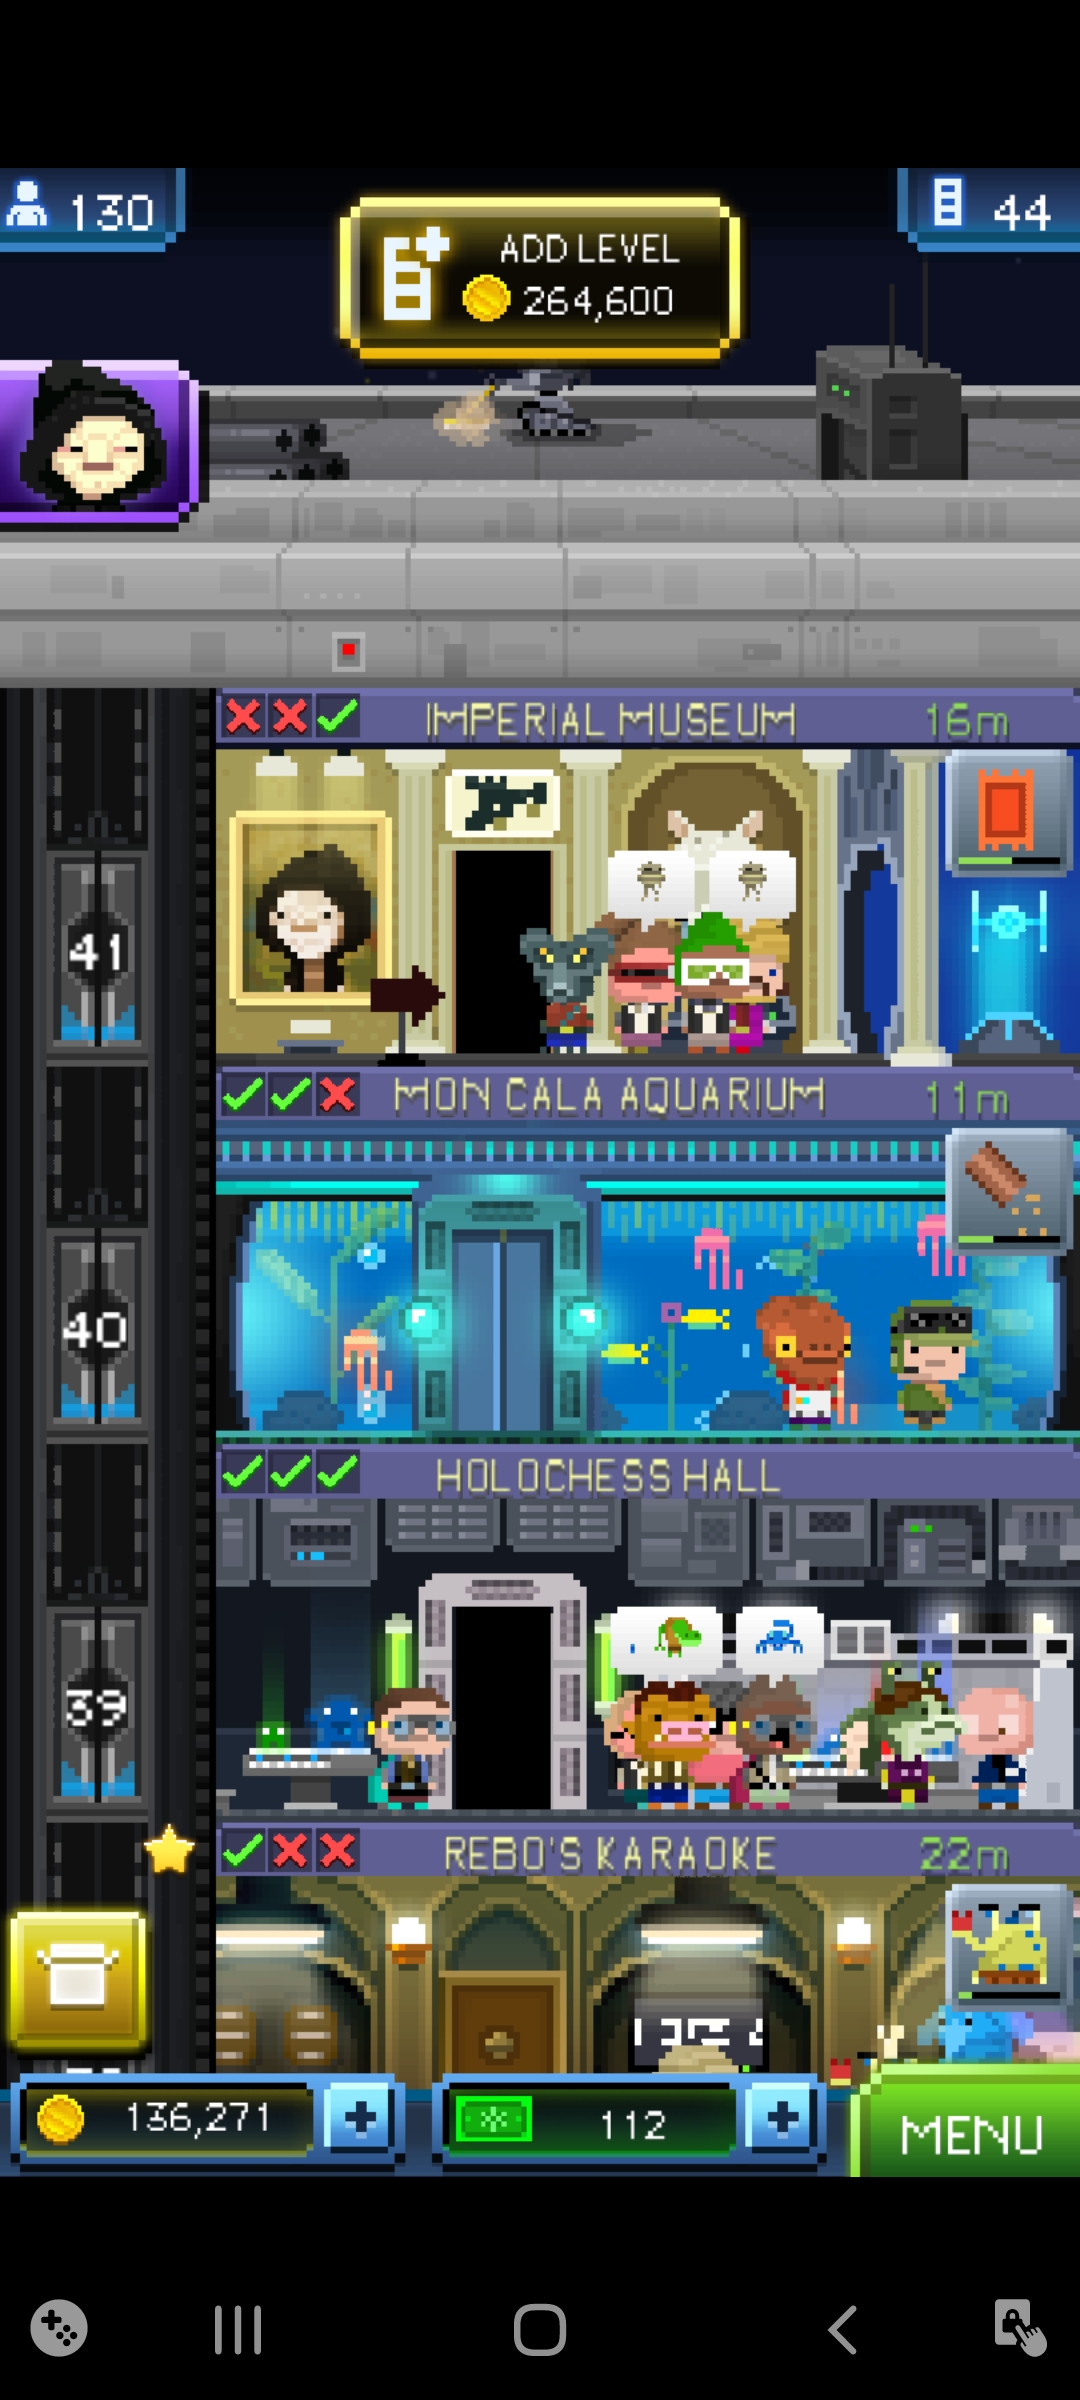 130
ADD LEVEL
264,600
44
IMPERIAL MUSEUM 16m
41
MON CALA AQUARIUM 11m
40
HOLOCHESS HALL
39
REBO'S KARAOKE 22m
136,271
112
MENU